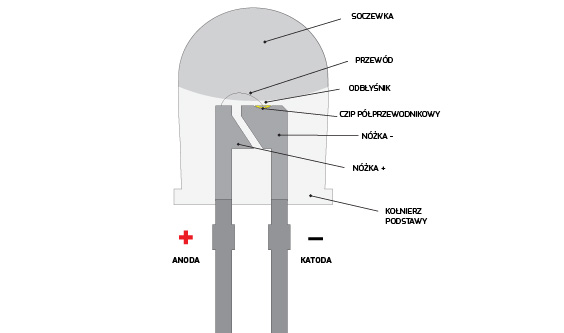 SOCZEWKA
PRZEWÓD
ODBŁYŚNIK
CZIP PÓŁPRZEWODNIKOWY
NÓŻKA -
NÓŻKA +
KOŁNIERZ
PODSTAWY
+ −
ANODA KATODA